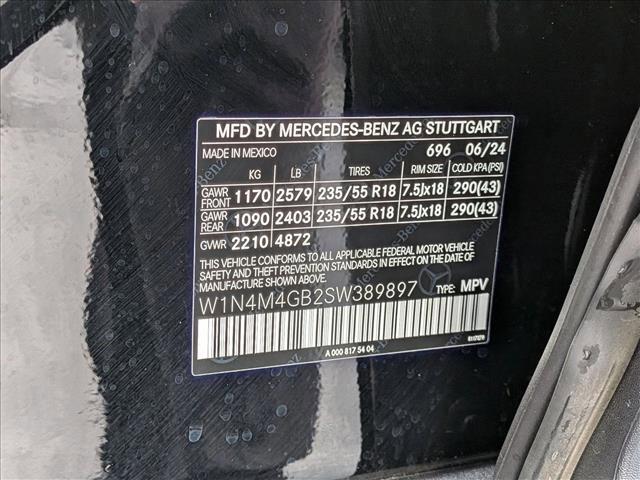 MFD BY MERCEDES-BENZ AG STUTTGART
MADE IN MEXICO 696 06/24
KG LB TIRES RIM SIZE COLD KPA(PSI)
GAWR FRONT 1170 2579 235/55 R18 7.5Jx18 290(43)
GAWR REAR 1090 2403 235/55 R18 7.5Jx18 290(43)
GVWR 2210 4872
THIS VEHICLE CONFORMS TO ALL APPLICABLE FEDERAL MOTOR VEHICLE
SAFETY AND THEFT PREVENTION STANDARDS IN EFFECT ON THE DATE OF
MANUFACTURE SHOWN ABOVE.
W1N4M4GB2SW389897 TYPE: MPV
A 000 817 54 04